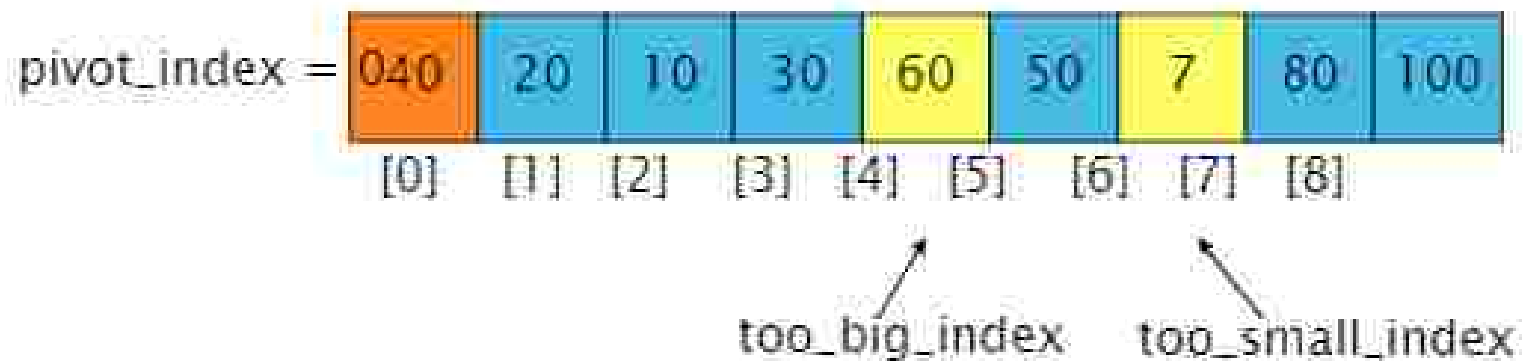 pivot_index = 040 20 10 30 60 50 7 80 100
[0] [1] [2] [3] [4] [5] [6] [7] [8]
too_big_index too_small_index